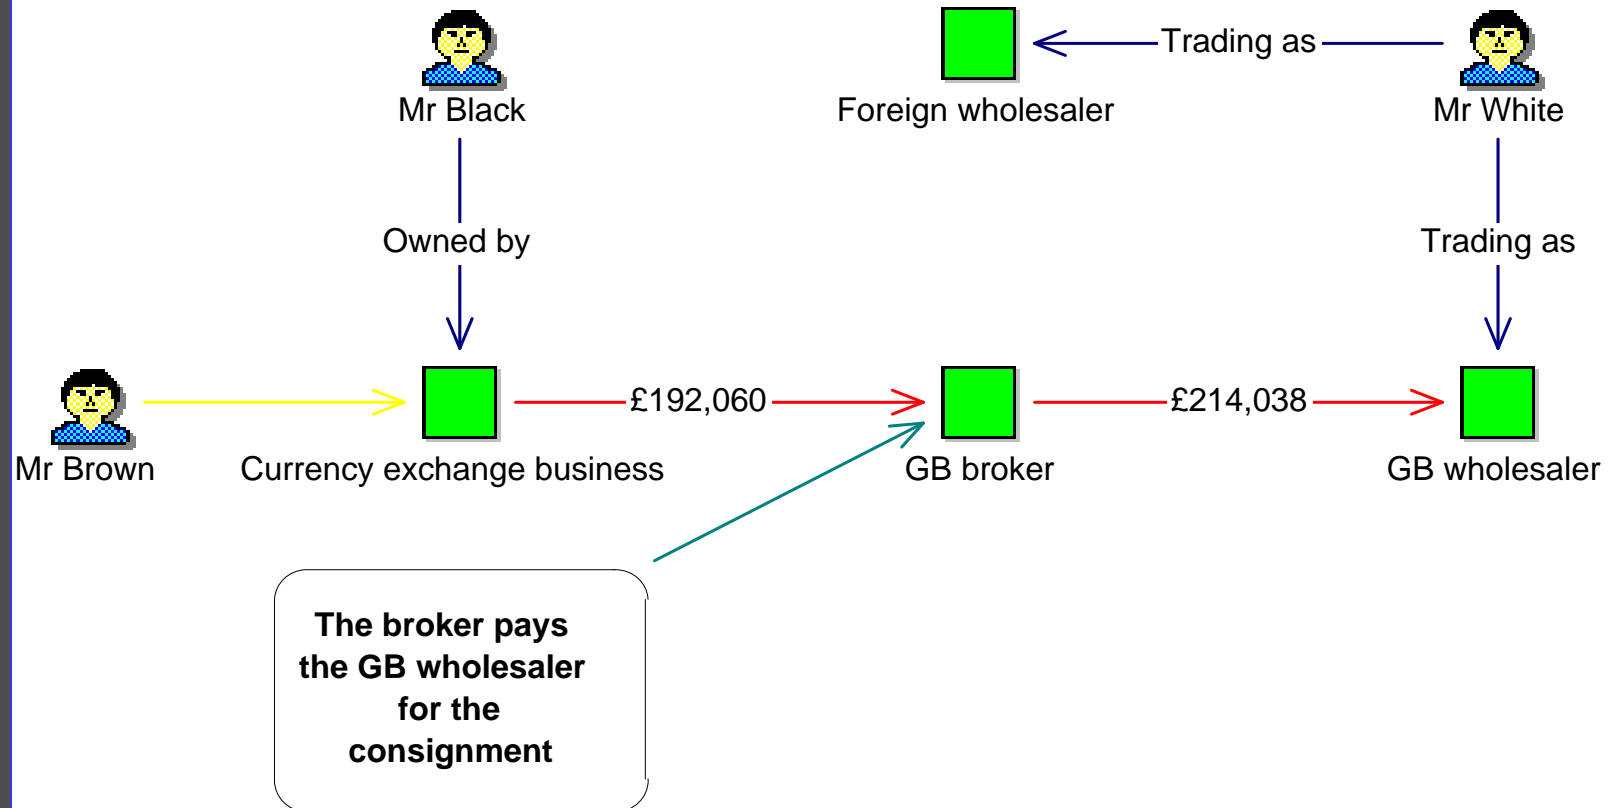 Trading as
Mr Black
Foreign wholesaler
Mr White
Owned by
Trading as
£192,060
£214,038
Mr Brown
Currency exchange business
GB broker
GB wholesaler
The broker pays
the GB wholesaler
for the
consignment